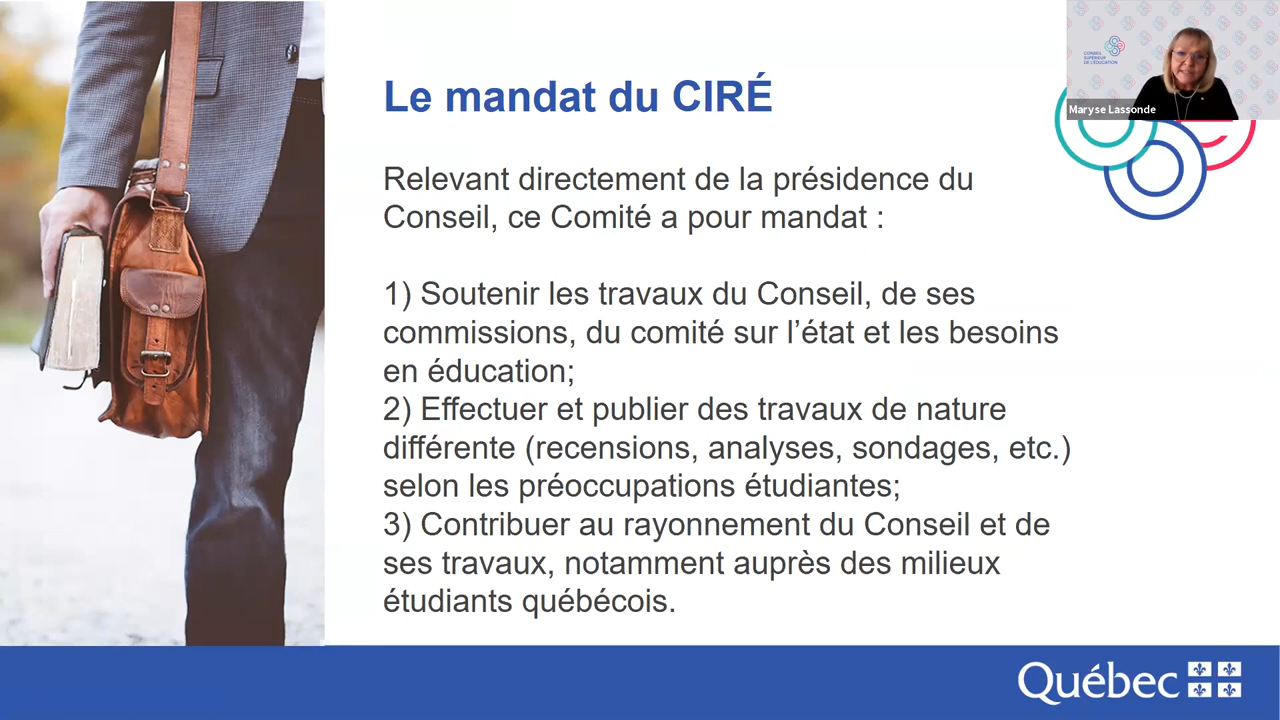 Le mandat du CIRÉ
CONSEIL
SUPÉRIEUR
DE L'ÉDUCATION
Maryse Lassonde
Relevant directement de la présidence du
Conseil, ce Comité a pour mandat :
1) Soutenir les travaux du Conseil, de ses
commissions, du comité sur l’état et les besoins
en éducation;
2) Effectuer et publier des travaux de nature
différente (recensions, analyses, sondages, etc.)
selon les préoccupations étudiantes;
3) Contribuer au rayonnement du Conseil et de
ses travaux, notamment auprès des milieux
étudiants québécois.
Québec